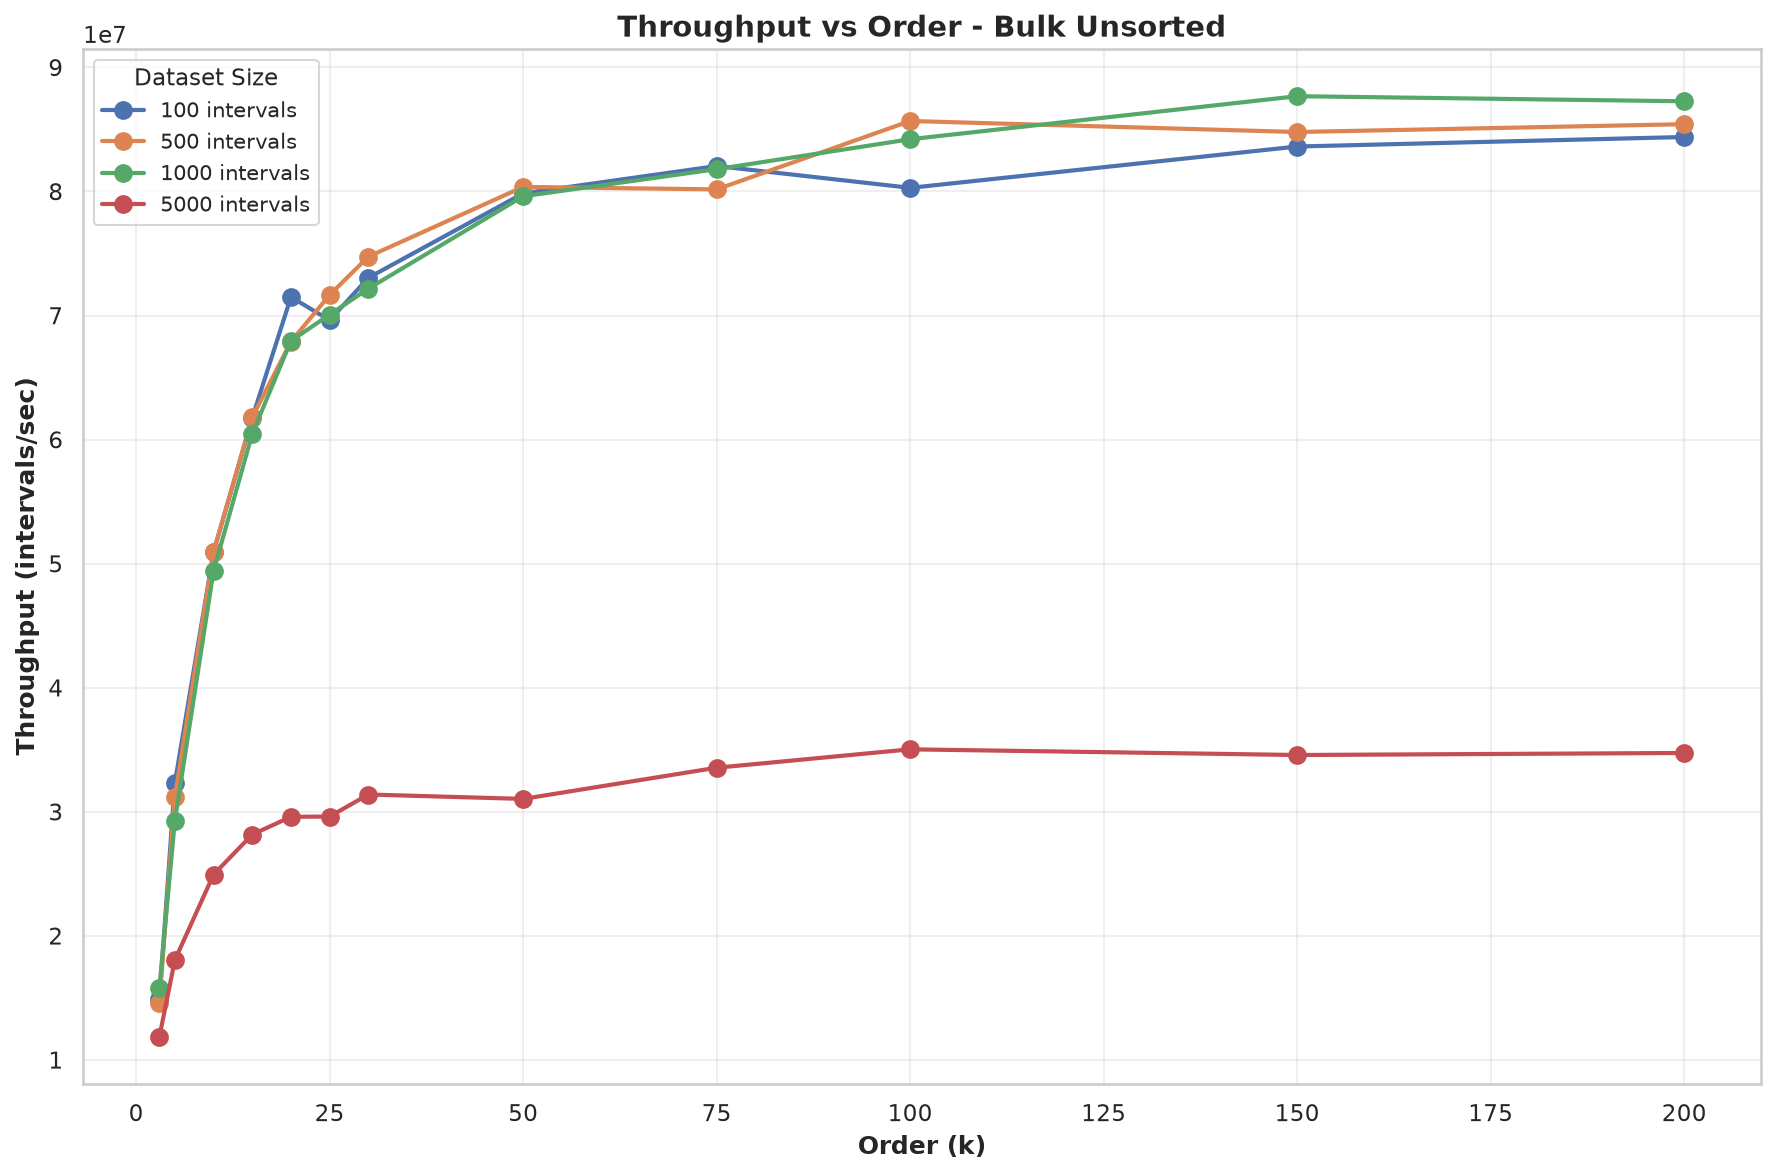 Throughput vs Order - Bulk Unsorted
1e7
Dataset Size
100 intervals
500 intervals
1000 intervals
5000 intervals
Throughput (intervals/sec)
9
8
7
6
5
4
3
2
1
0 25 50 75 100 125 150 175 200
Order (k)